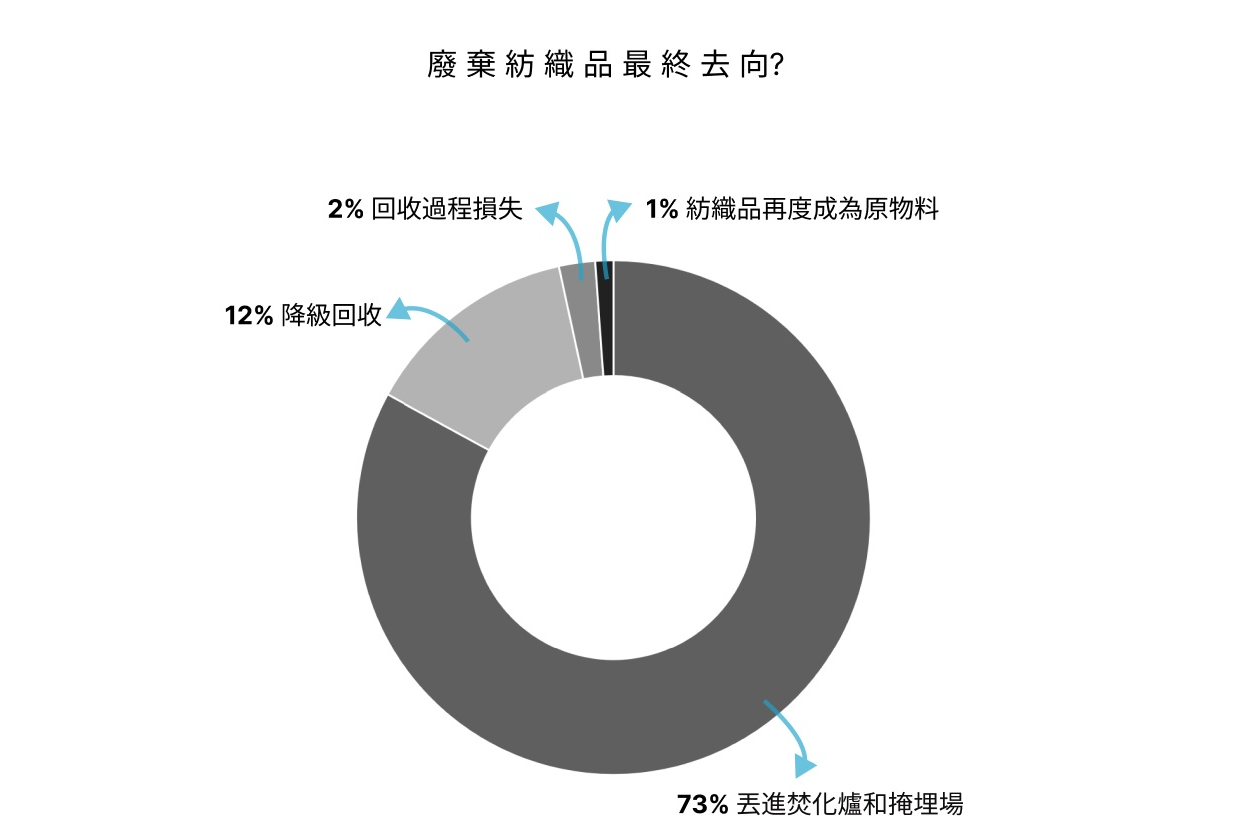 廢棄紡織品最終去向?
2% 回收過程損失
1% 紡織品再度成為原物料
12% 降級回收
73% 丟進焚化爐和掩埋場